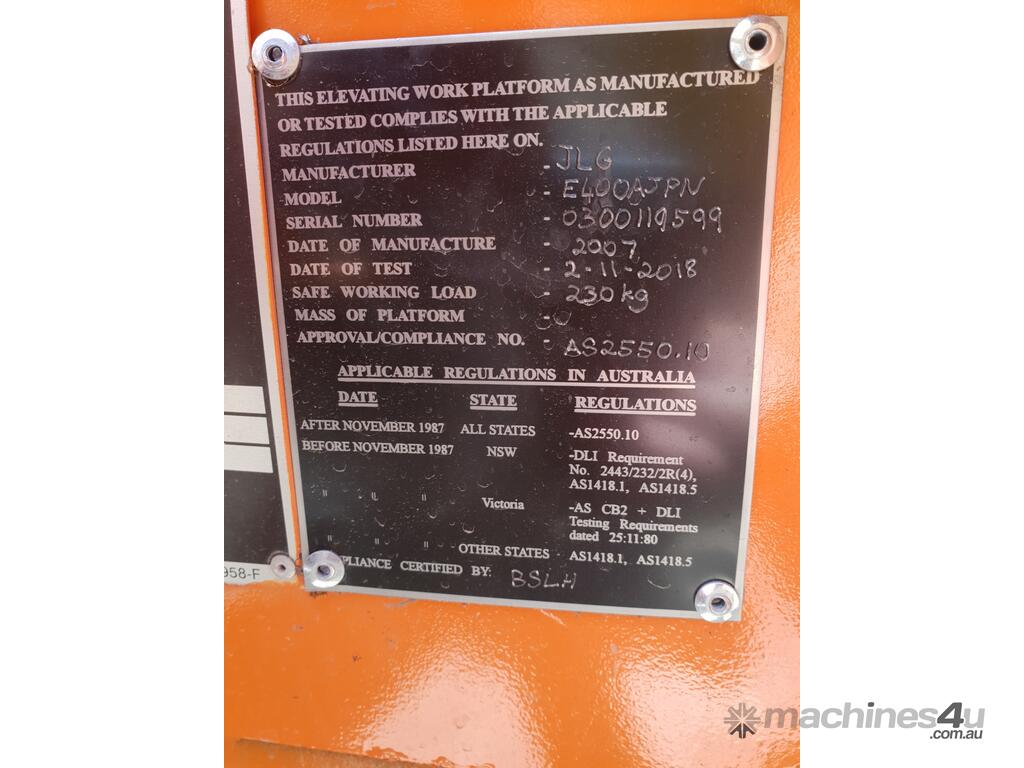 THIS ELEVATING WORK PLATFORM AS MANUFACTURED
OR TESTED COMPLIES WITH THE APPLICABLE
REGULATIONS LISTED HERE ON.
MANUFACTURER - JLG
MODEL - E400AJPN
SERIAL NUMBER - 0300119599
DATE OF MANUFACTURE - 2007
DATE OF TEST - 2-11-2018
SAFE WORKING LOAD - 230kg
MASS OF PLATFORM -
APPROVAL/COMPLIANCE NO. - AS2550.10
APPLICABLE REGULATIONS IN AUSTRALIA
DATE STATE REGULATIONS
AFTER NOVEMBER 1987 ALL STATES -AS2550.10
BEFORE NOVEMBER 1987 NSW -DLI Requirement
No. 2443/232/2R(4),
AS1418.1, AS1418.5
" " " Victoria -AS CB2 + DLI
Testing Requirements
dated 25:11:80
" " " OTHER STATES AS1418.1, AS1418.5
CERTIFIED BY: BSLH
958-F
machines4u
.com.au